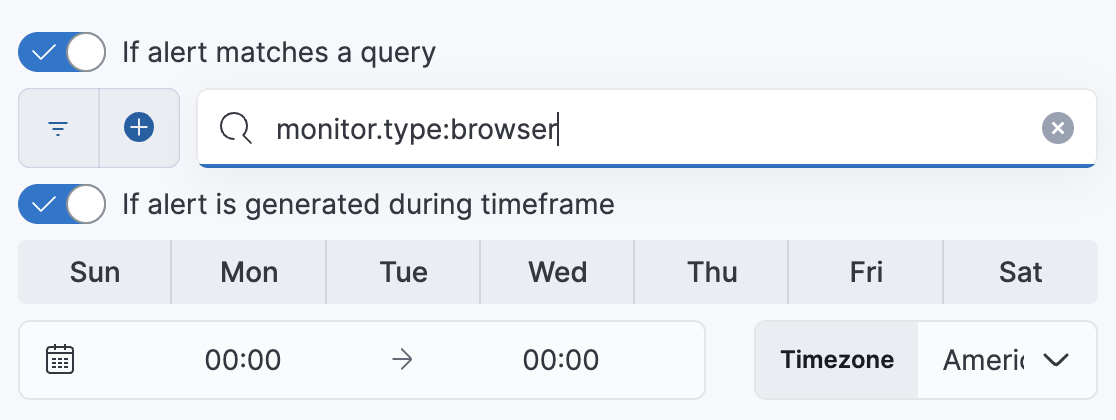 If alert matches a query
monitor.type:browser
If alert is generated during timeframe
Sun Mon Tue Wed Thu Fri Sat
00:00 → 00:00 Timezone Americ